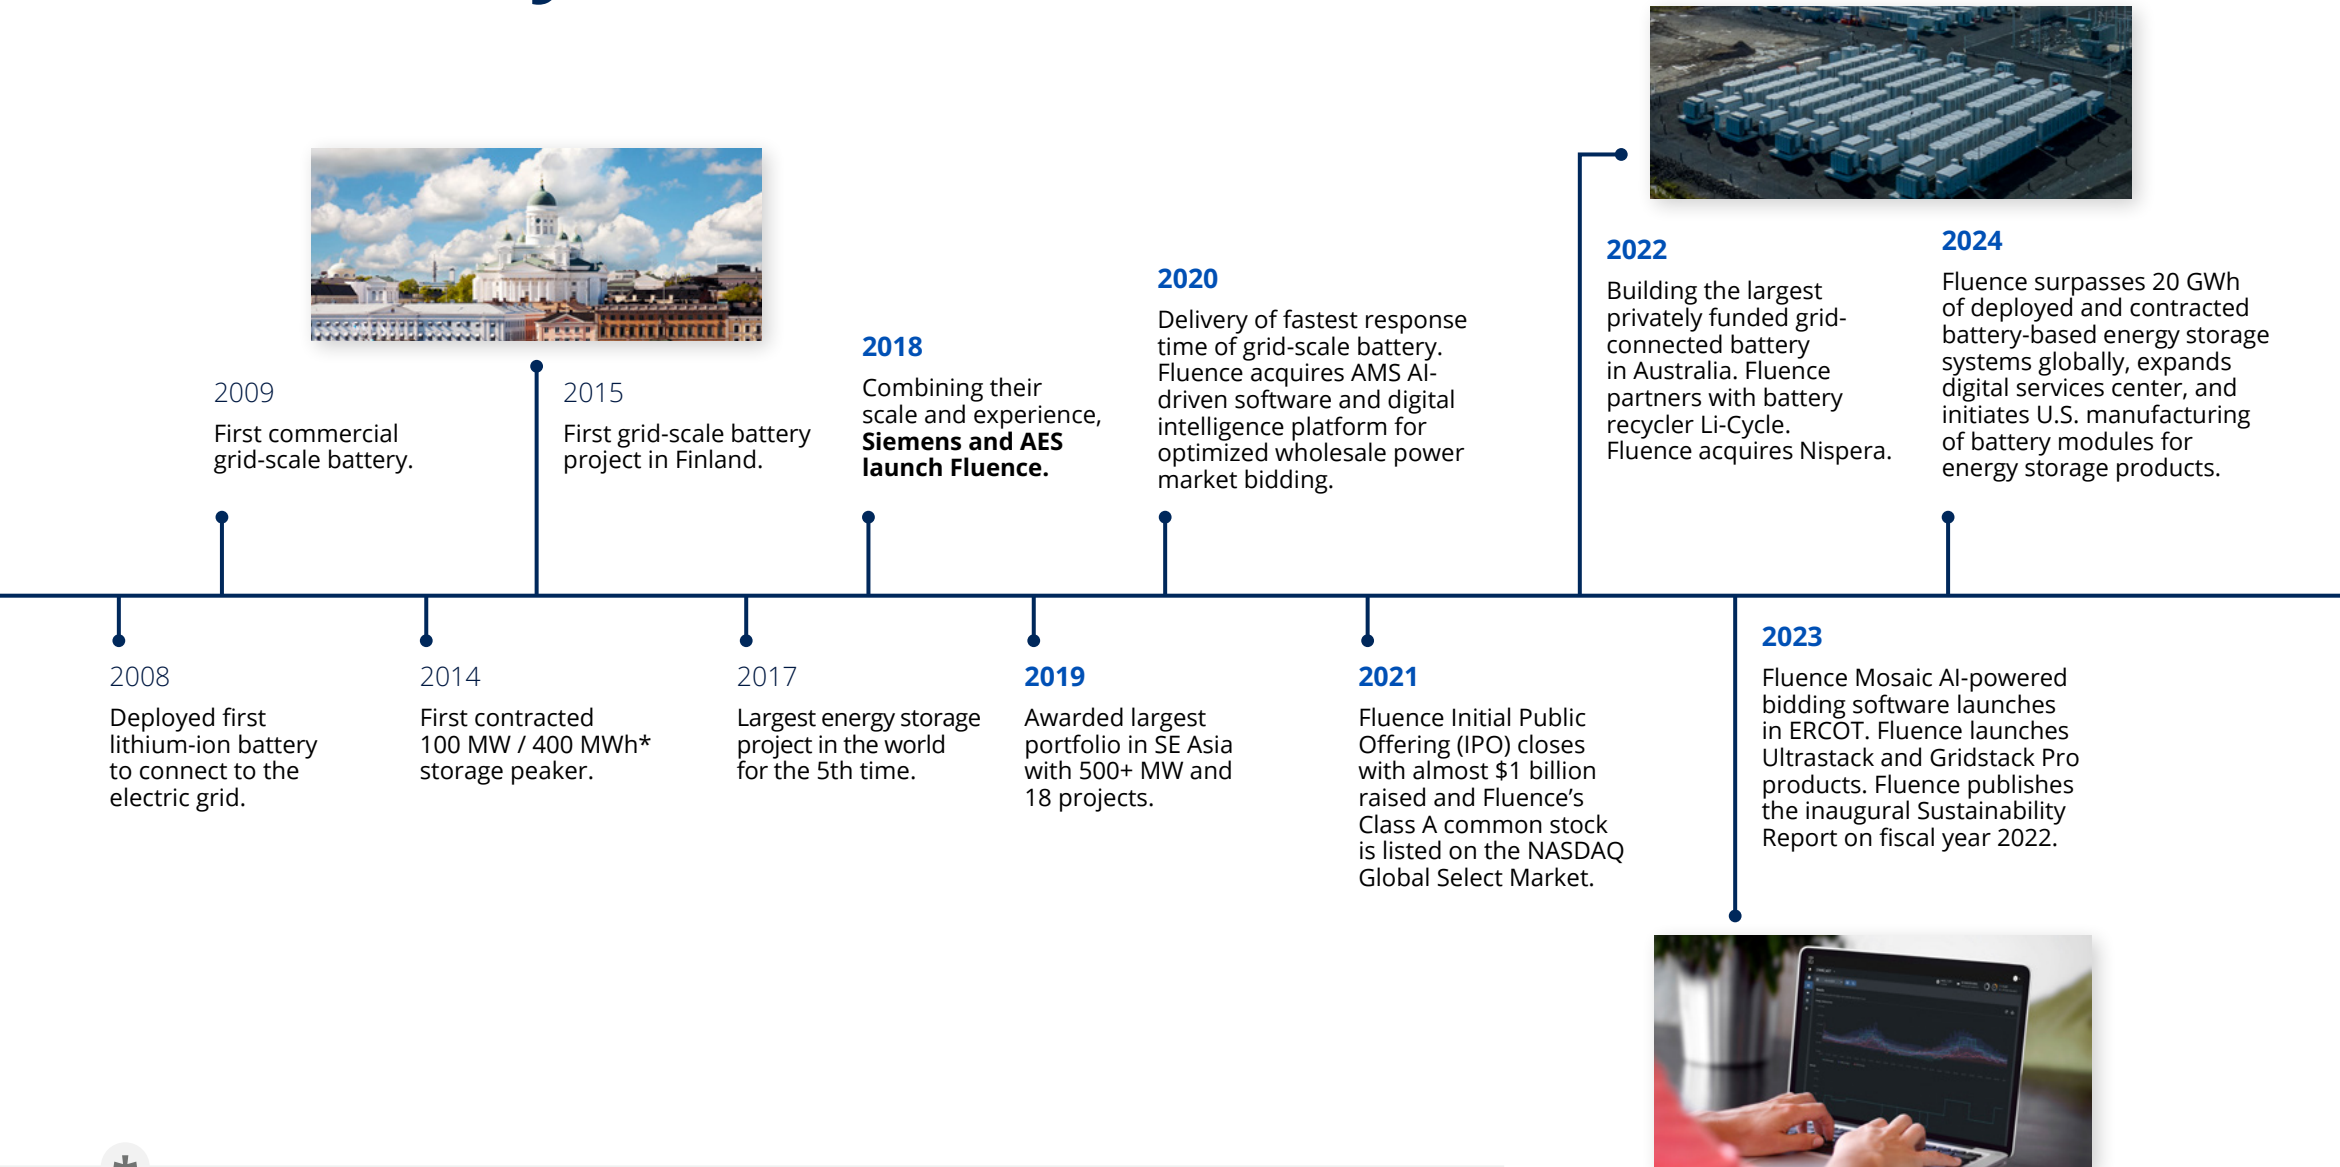 2009
First commercial
grid-scale battery.
2015
First grid-scale battery
project in Finland.
2018
Combining their
scale and experience,
Siemens and AES
launch Fluence.
2020
Delivery of fastest response
time of grid-scale battery.
Fluence acquires AMS AI-
driven software and digital
intelligence platform for
optimized wholesale power
market bidding.
2022
Building the largest
privately funded grid-
connected battery
in Australia. Fluence
partners with battery
recycler Li-Cycle.
Fluence acquires Nispera.
2024
Fluence surpasses 20 GWh
of deployed and contracted
battery-based energy storage
systems globally, expands
digital services center, and
initiates U.S. manufacturing
of battery modules for
energy storage products.
2008
Deployed first
lithium-ion battery
to connect to the
electric grid.
2014
First contracted
100 MW / 400 MWh*
storage peaker.
2017
Largest energy storage
project in the world
for the 5th time.
2019
Awarded largest
portfolio in SE Asia
with 500+ MW and
18 projects.
2021
Fluence Initial Public
Offering (IPO) closes
with almost $1 billion
raised and Fluence’s
Class A common stock
is listed on the NASDAQ
Global Select Market.
2023
Fluence Mosaic AI-powered
bidding software launches
in ERCOT. Fluence launches
Ultrastack and Gridstack Pro
products. Fluence publishes
the inaugural Sustainability
Report on fiscal year 2022.
*